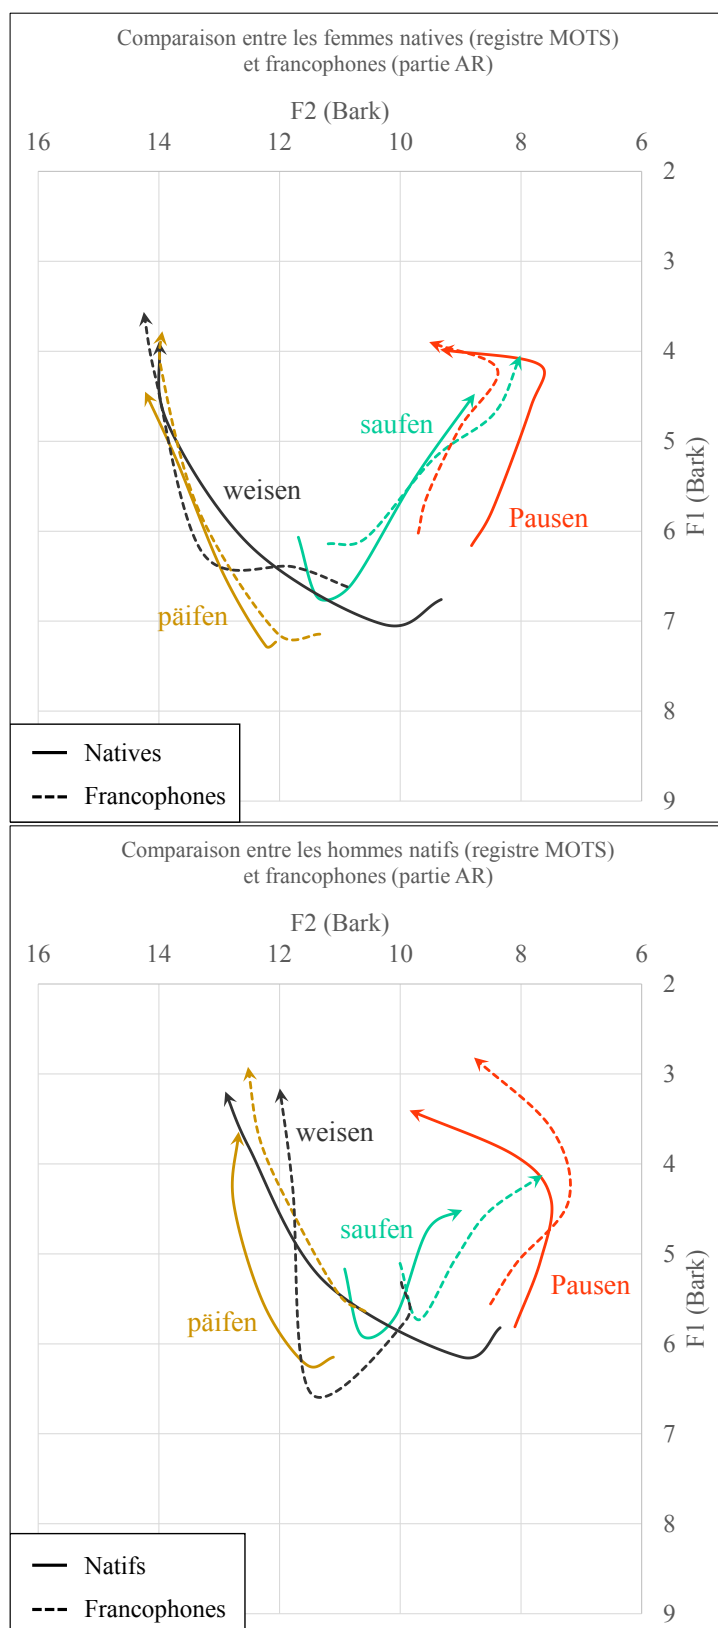 Comparaison entre les femmes natives (registre MOTS)
et francophones (partie AR)
F2 (Bark)
16 14 12 10 8 6
2
3
4
saufen
5
weisen
F1 (Bark)
Pausen
6
päifen
7
8
Natives
Francophones
9
Comparaison entre les hommes natifs (registre MOTS)
et francophones (partie AR)
F2 (Bark)
16 14 12 10 8 6
2
3
weisen
4
saufen
5
Pausen
F1 (Bark)
päifen
6
7
8
Natifs
Francophones
9